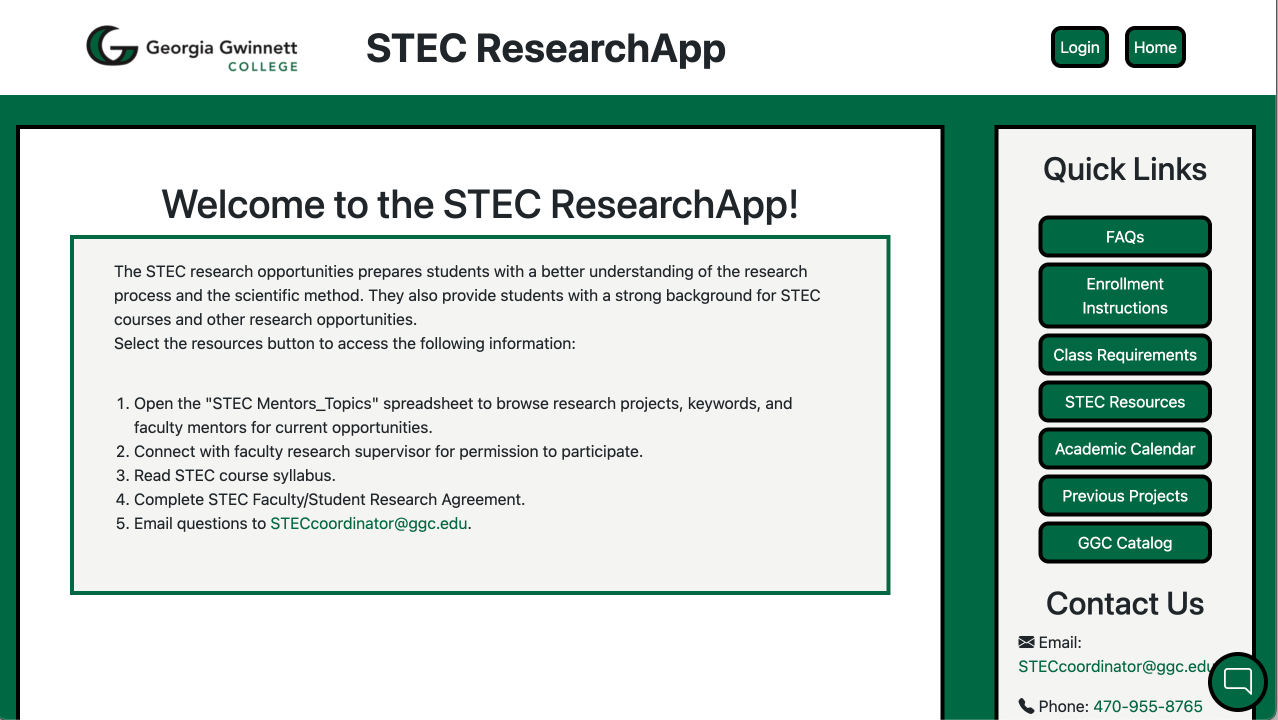 Georgia Gwinnett
COLLEGE
STEC ResearchApp
Login
Home
Welcome to the STEC ResearchApp!
The STEC research opportunities prepares students with a better understanding of the research
process and the scientific method. They also provide students with a strong background for STEC
courses and other research opportunities.
Select the resources button to access the following information:
1. Open the "STEC Mentors_Topics" spreadsheet to browse research projects, keywords, and
faculty mentors for current opportunities.
2. Connect with faculty research supervisor for permission to participate.
3. Read STEC course syllabus.
4. Complete STEC Faculty/Student Research Agreement.
5. Email questions to STECcoordinator@ggc.edu.
Quick Links
FAQs
Enrollment
Instructions
Class Requirements
STEC Resources
Academic Calendar
Previous Projects
GGC Catalog
Contact Us
Email:
STECcoordinator@ggc.edu
Phone: 470-955-8765